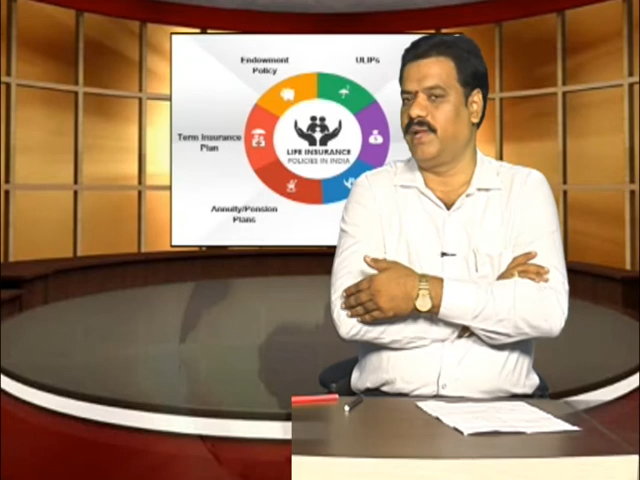 Endowment
Policy
ULIPs
Term Insurance
Plan
LIFE INSURANCE
POLICIES IN INDIA
Annuity/Pension
Plans